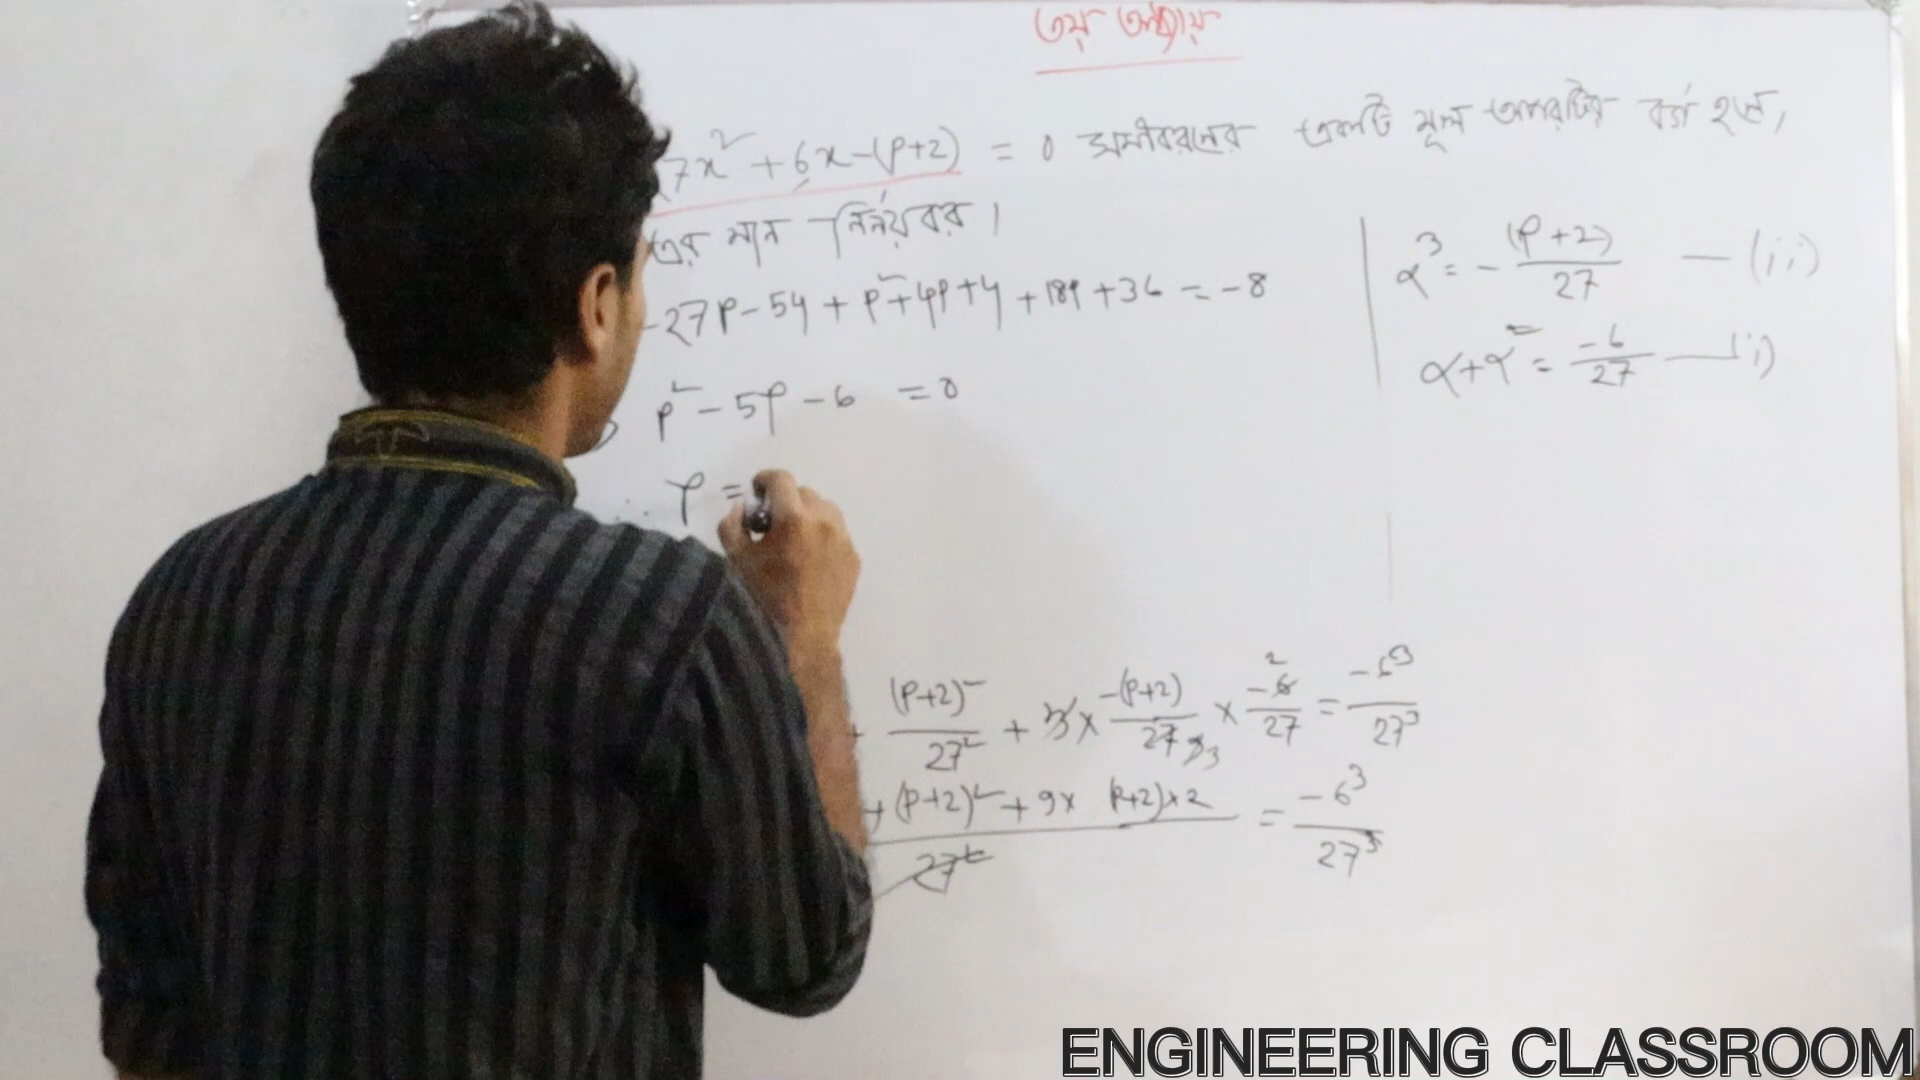 ৩য় অধ্যায়
7x² + 6x - (p+2) = 0 সমীকরণের একটি মূল অপরটির বর্গ হলে,
এর মান নির্ণয় কর।
-27p - 54 + p² + 4p + 4 + 18p + 36 = -8
p² - 5p - 6 = 0
p =
α³ = - (p+2)/27 — (ii)
α + α² = -6/27 — (i)
+ (p+2)²/27² + 3 × -(p+2)/27 × -6/27 = -6³/27³
+ (p+2)² + 9 × (p+2) × 2 / 27² = -6³/27³
ENGINEERING CLASSROOM